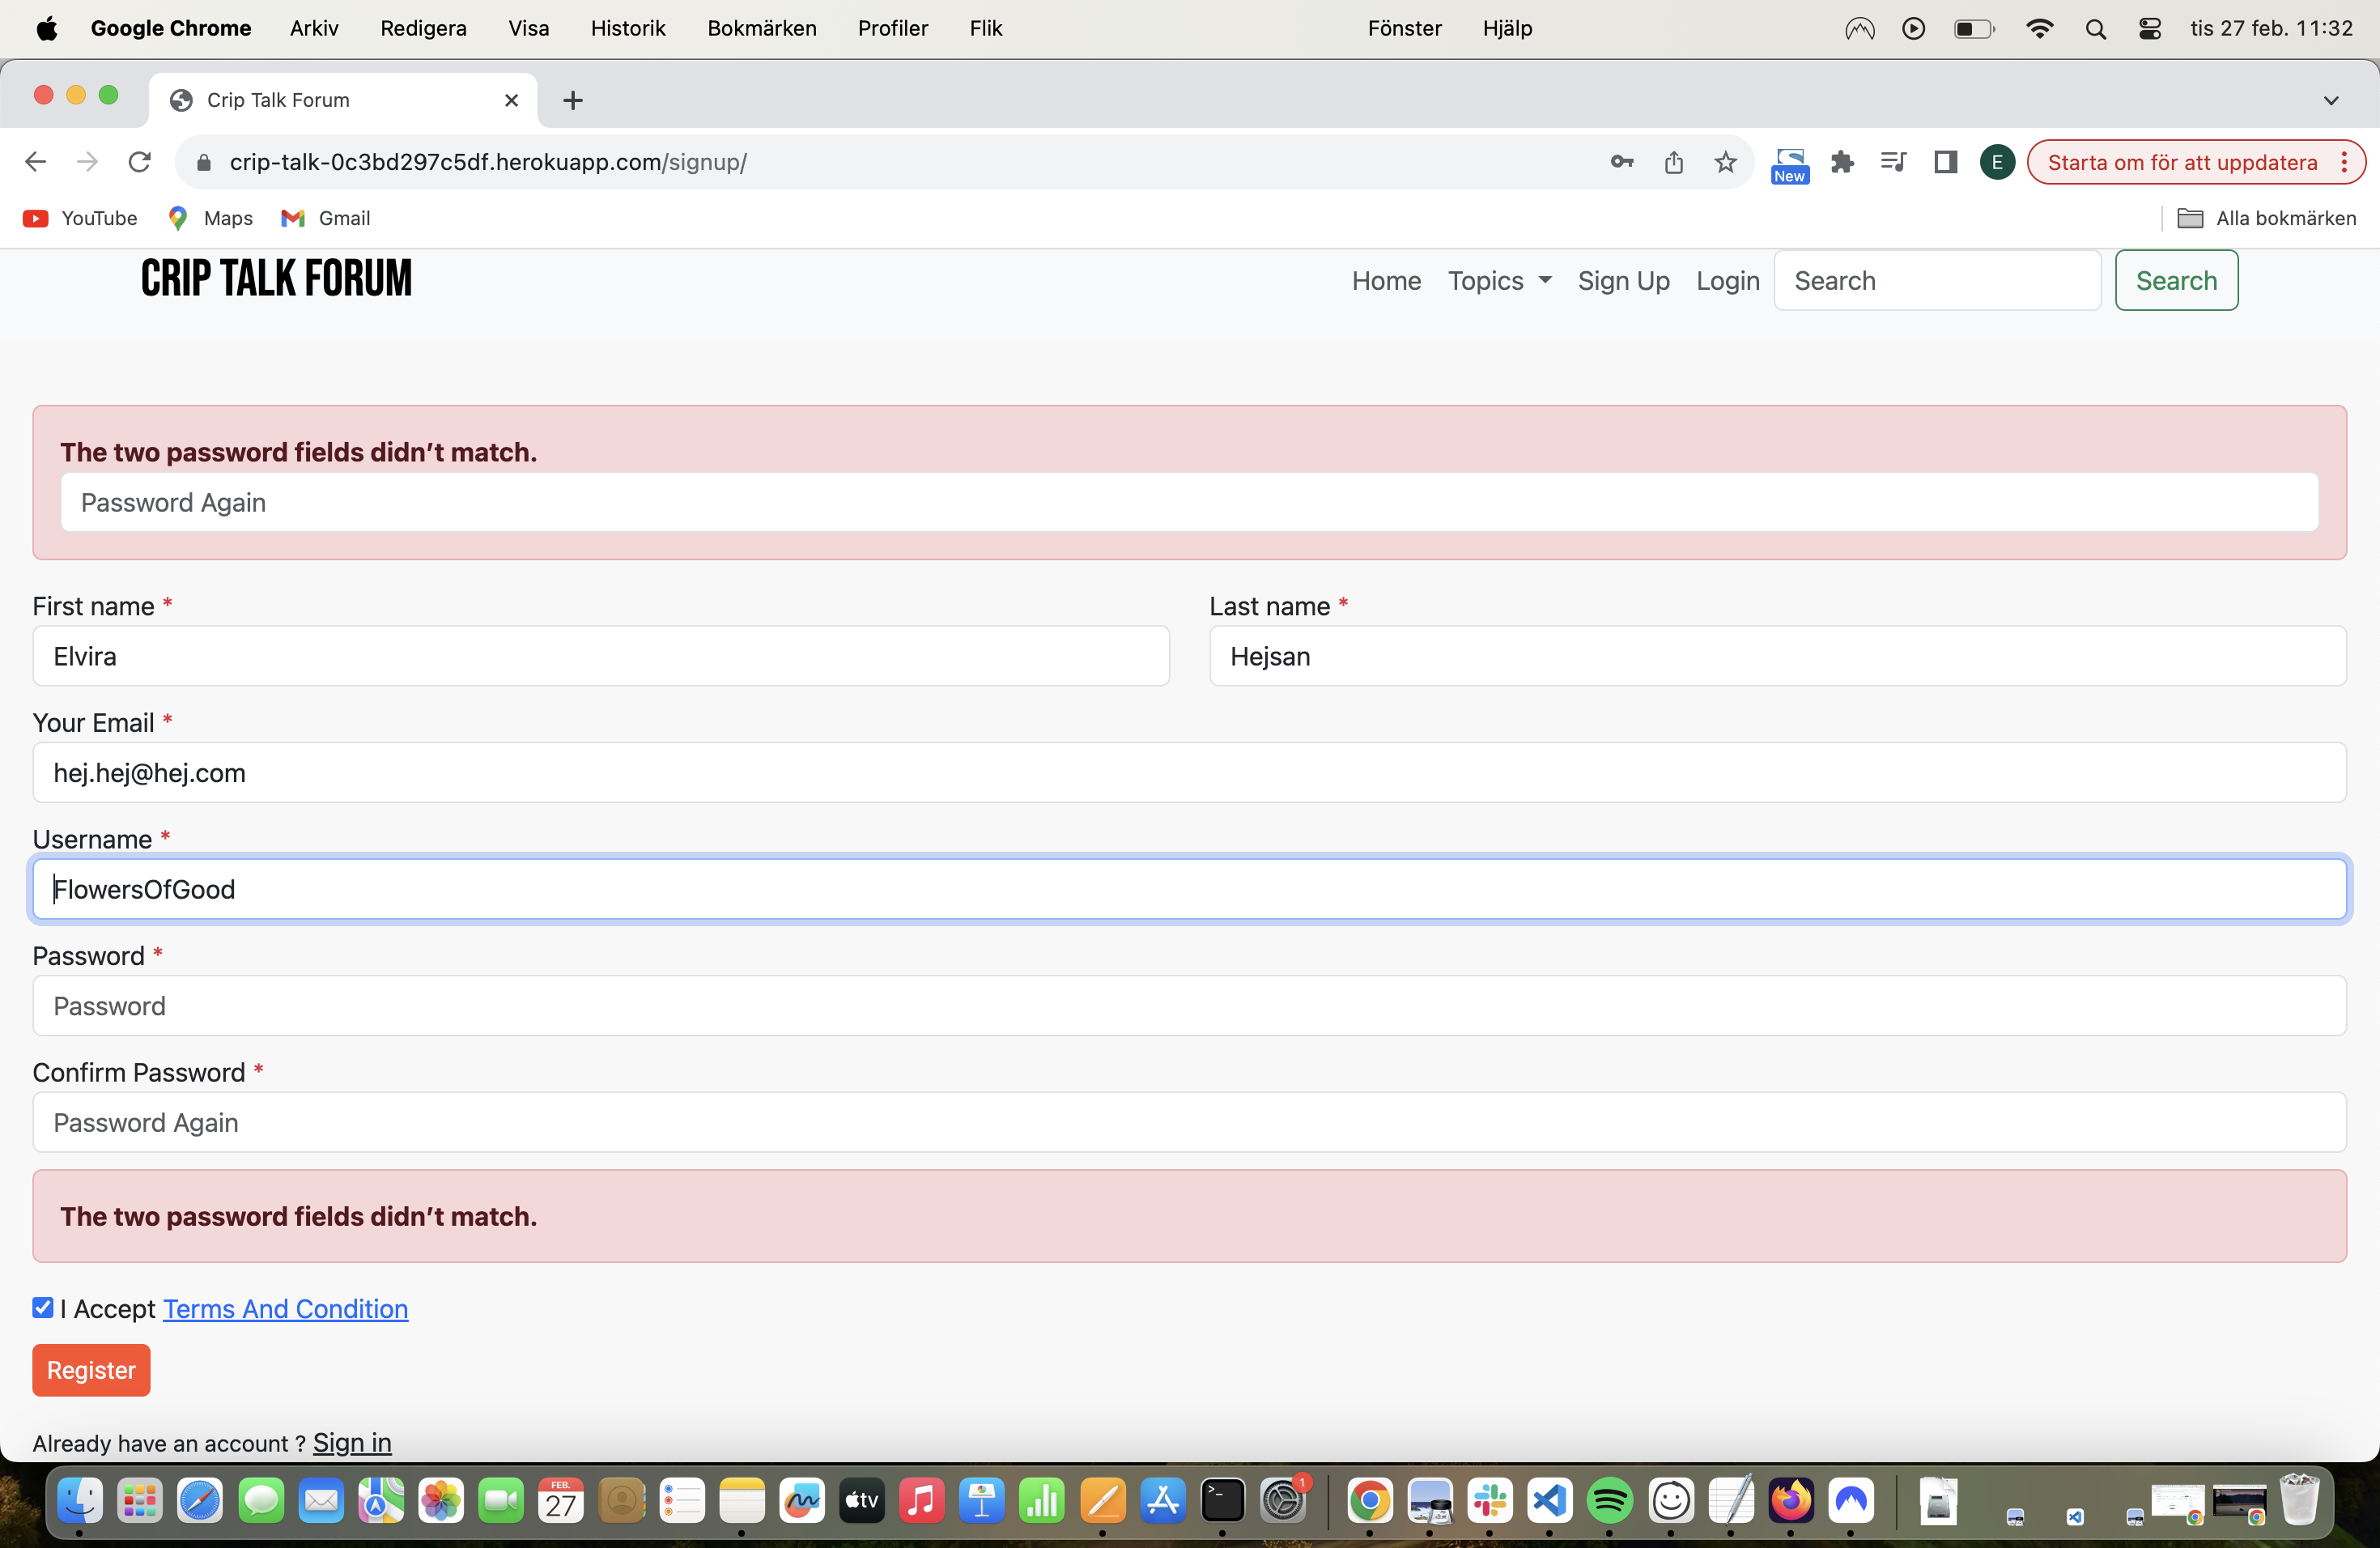 Google Chrome Arkiv Redigera Visa Historik Bokmärken Profiler Flik Fönster Hjälp tis 27 feb. 11:32
Crip Talk Forum
crip-talk-0c3bd297c5df.herokuapp.com/signup/ New E Starta om för att uppdatera
YouTube Maps Gmail Alla bokmärken
CRIP TALK FORUM Home Topics Sign Up Login Search Search
The two password fields didn’t match.
Password Again
First name * Last name *
Elvira Hejsan
Your Email *
hej.hej@hej.com
Username *
FlowersOfGood
Password *
Password
Confirm Password *
Password Again
The two password fields didn’t match.
I Accept Terms And Condition
Register
Already have an account ? Sign in
FEB. 27 tv 1